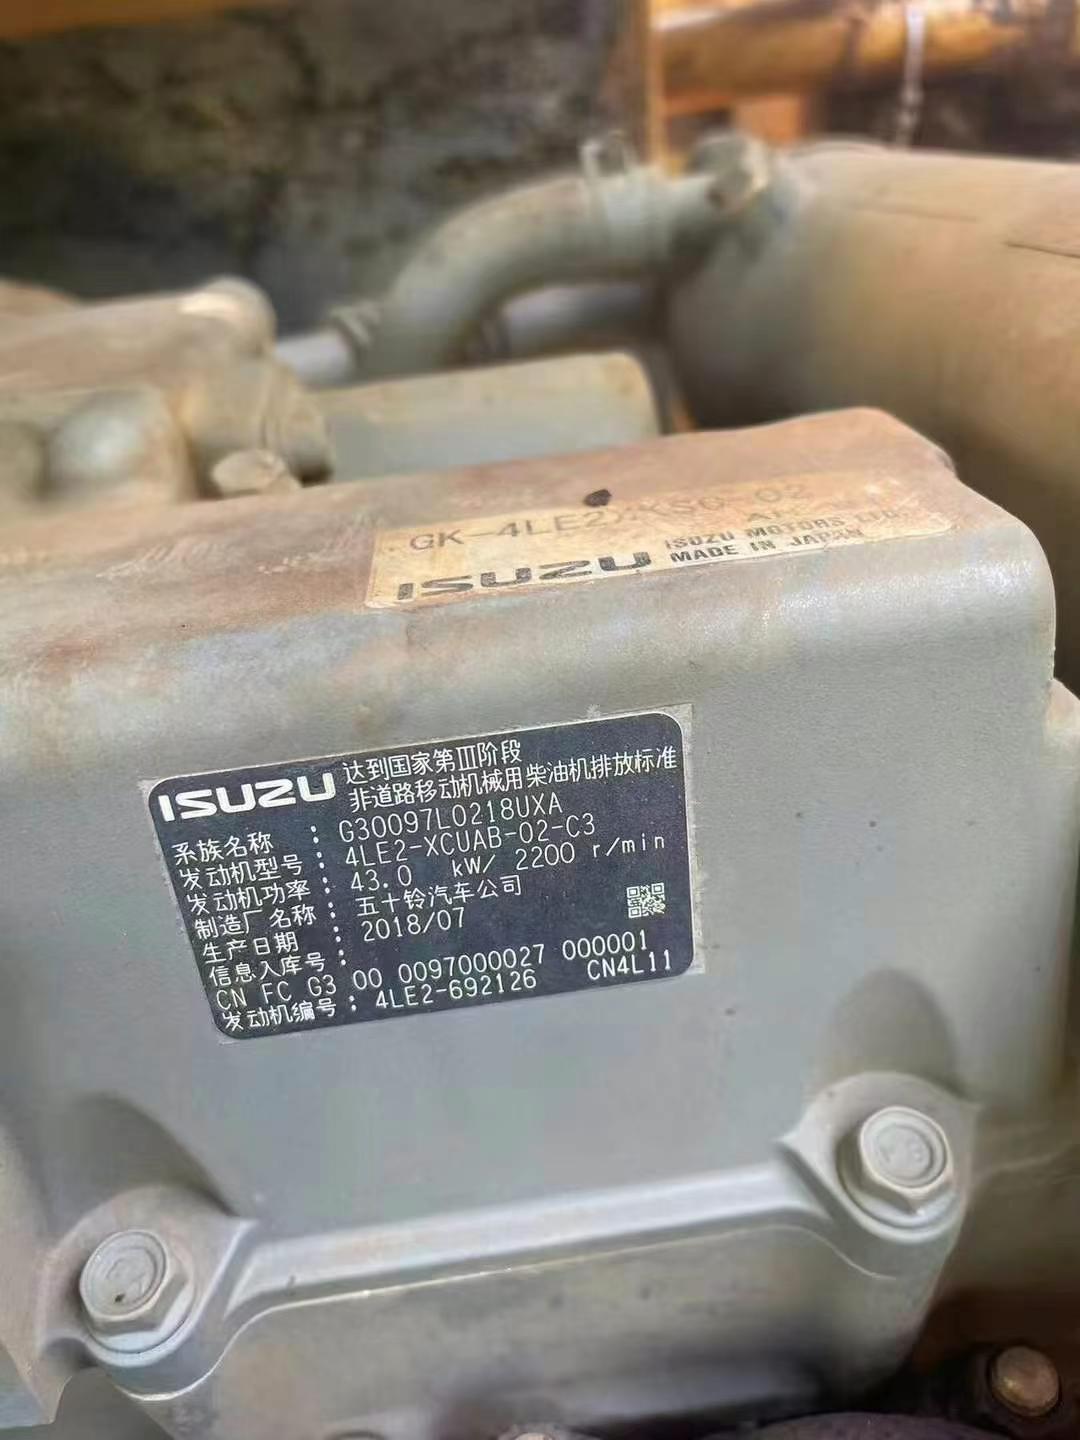 GK-4LE2XKSC-02
ISUZU
ISUZU MOTORS LTD.
MADE IN JAPAN
ISUZU 达到国家第Ⅲ阶段
非道路移动机械用柴油机排放标准
系族名称 : G30097L0218UXA
发动机型号 : 4LE2-XCUAB-02-C3
发动机功率 : 43.0 kW/ 2200 r/min
制造厂名称 : 五十铃汽车公司
生产日期 : 2018/07
信息入库号 :
CN FC G3 00 0097000027 000001
发动机编号 : 4LE2-692126 CN4L11